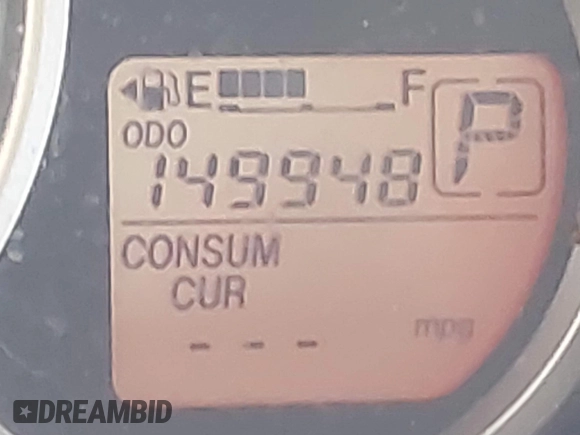 E F
P
ODO
149948
CONSUM
CUR
---
mpg
DREAMBID